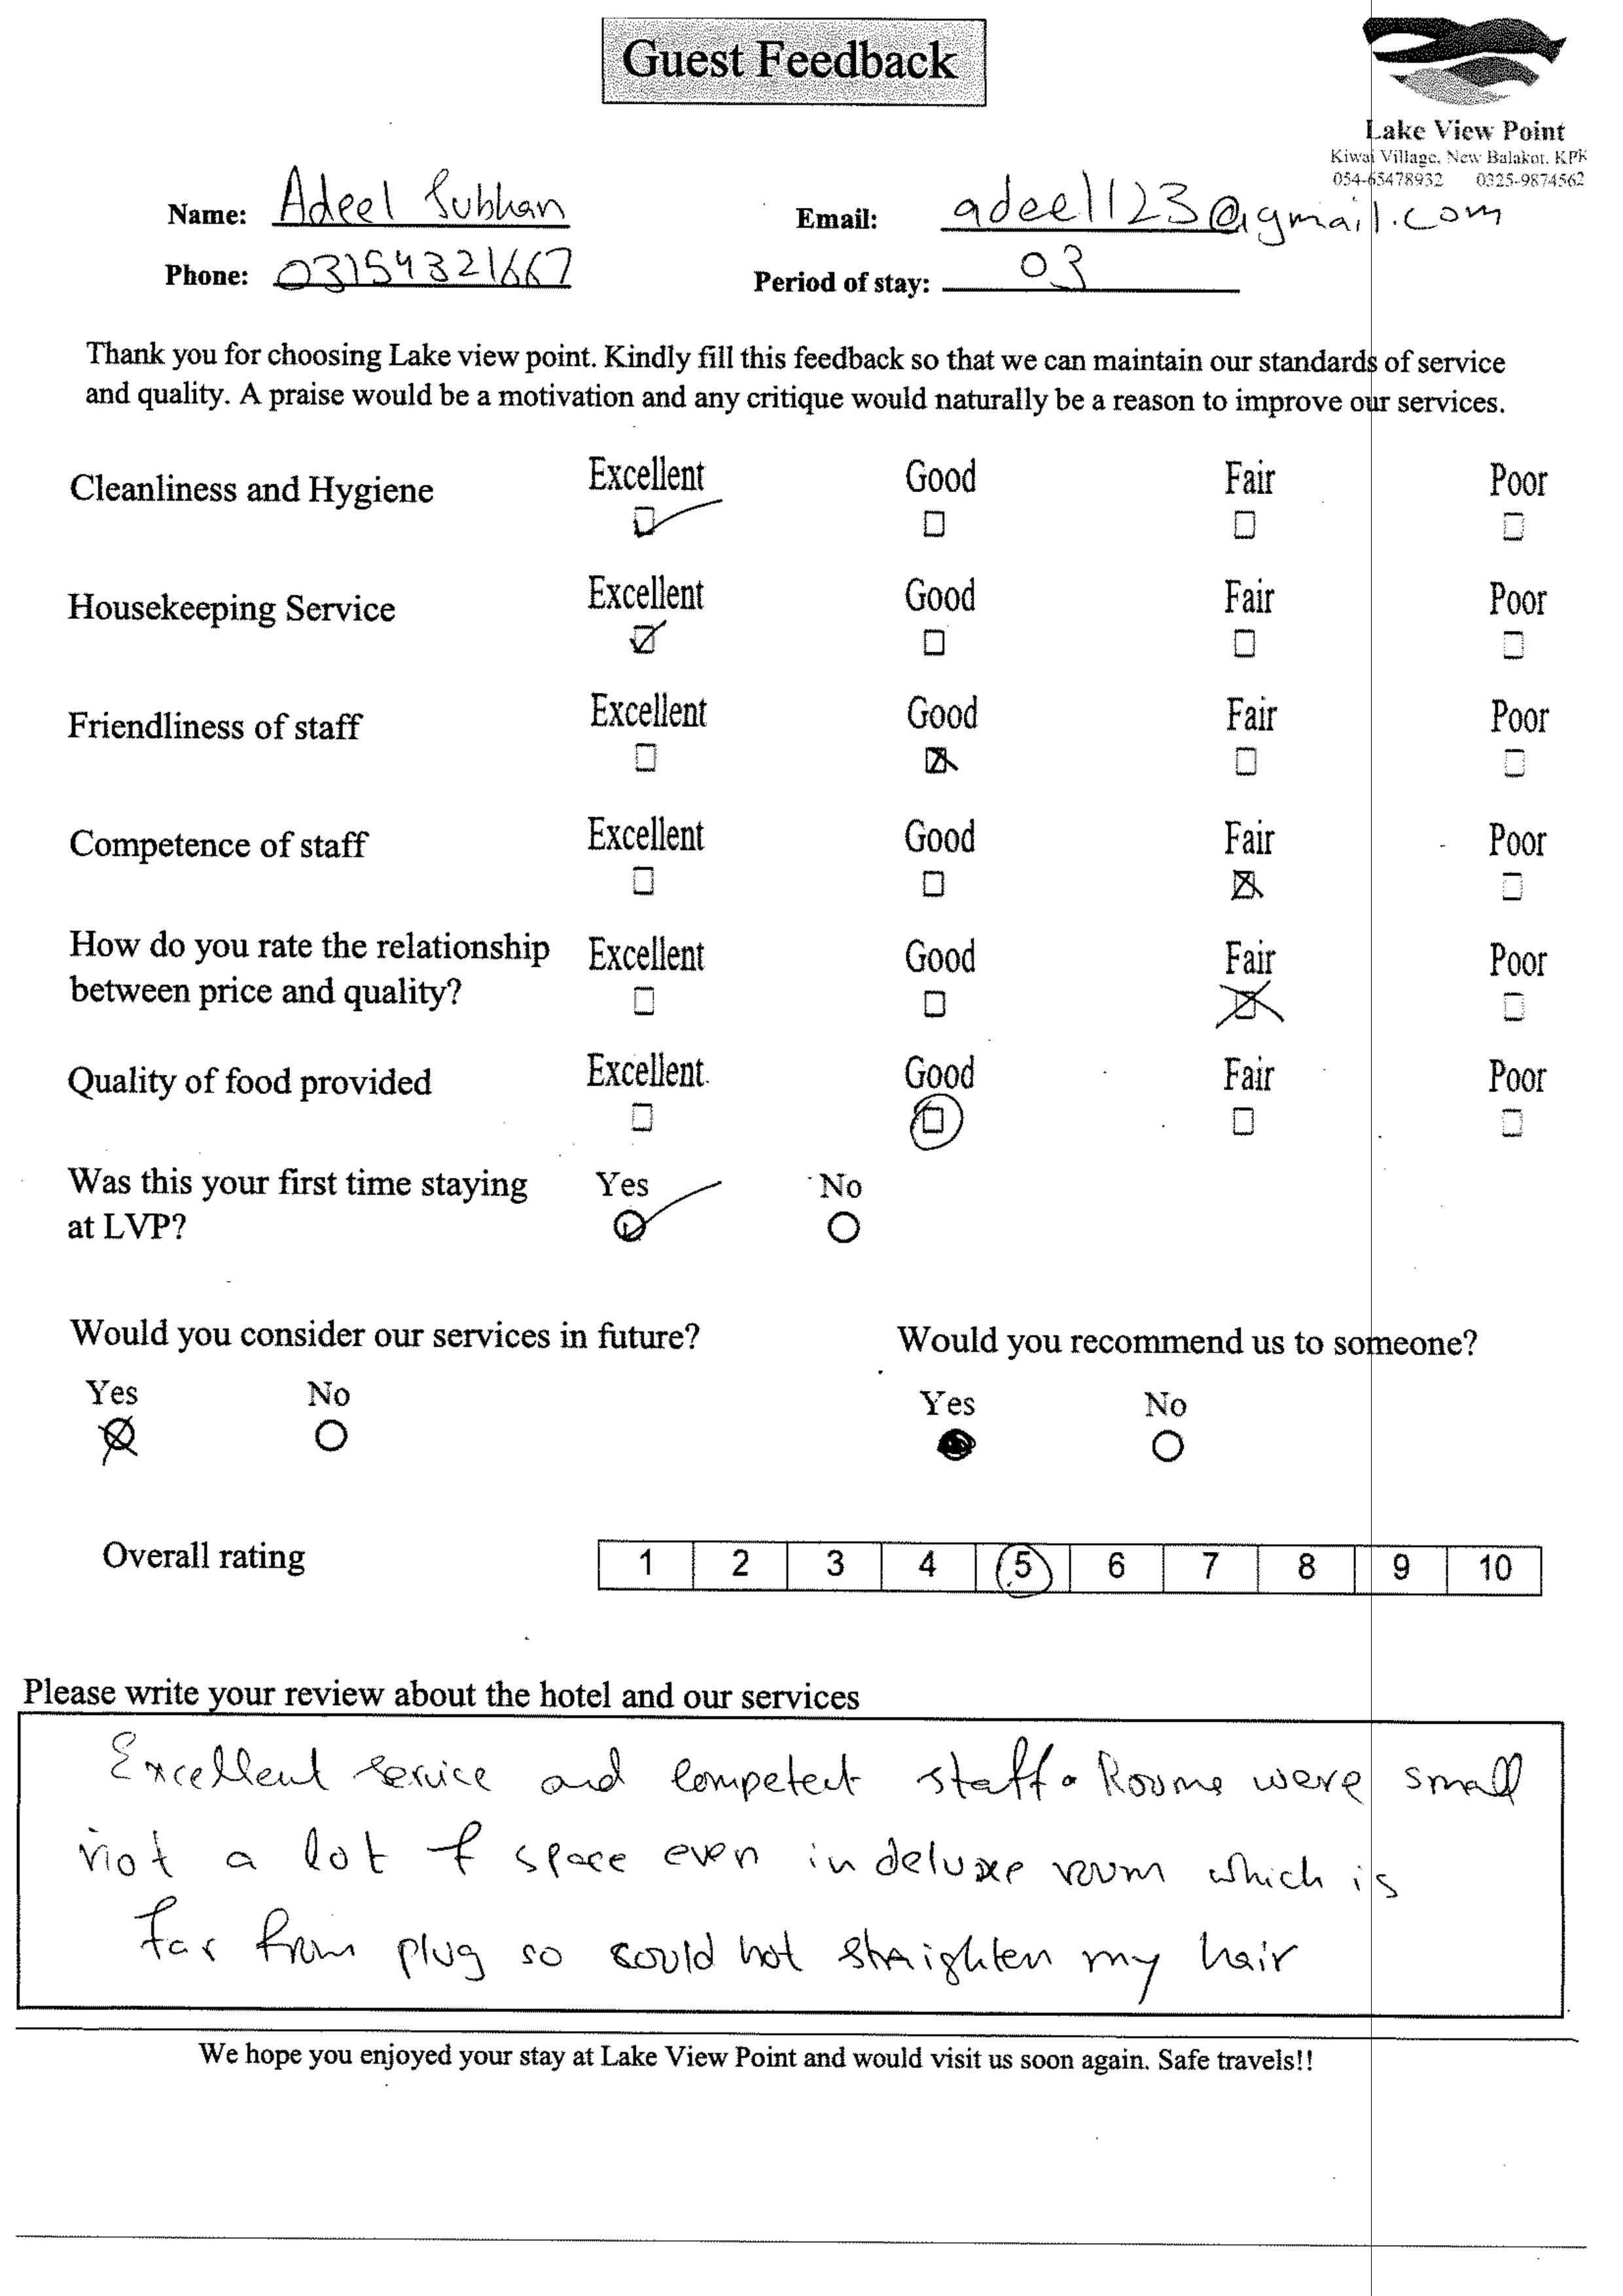 Guest Feedback
Lake View Point
Kiwai Village, New Balakot, KPK
054-65478932 0325-9874562
Name: Adeel Subhan Email: adeel123@gmail.com
Phone: 03154321667 Period of stay: 03
Thank you for choosing Lake view point. Kindly fill this feedback so that we can maintain our standards of service
and quality. A praise would be a motivation and any critique would naturally be a reason to improve our services.
Cleanliness and Hygiene Excellent Good Fair Poor
Housekeeping Service Excellent Good Fair Poor
Friendliness of staff Excellent Good Fair Poor
Competence of staff Excellent Good Fair Poor
How do you rate the relationship Excellent Good Fair Poor
between price and quality?
Quality of food provided Excellent Good Fair Poor
Was this your first time staying Yes No
at LVP?
Would you consider our services in future? Would you recommend us to someone?
Yes No Yes No
Overall rating 1 2 3 4 5 6 7 8 9 10
Please write your review about the hotel and our services
Excellent service and competent staff. Rooms were small
not a lot of space even in deluxe room which is
far from plug so could not straighten my hair
We hope you enjoyed your stay at Lake View Point and would visit us soon again. Safe travels!!